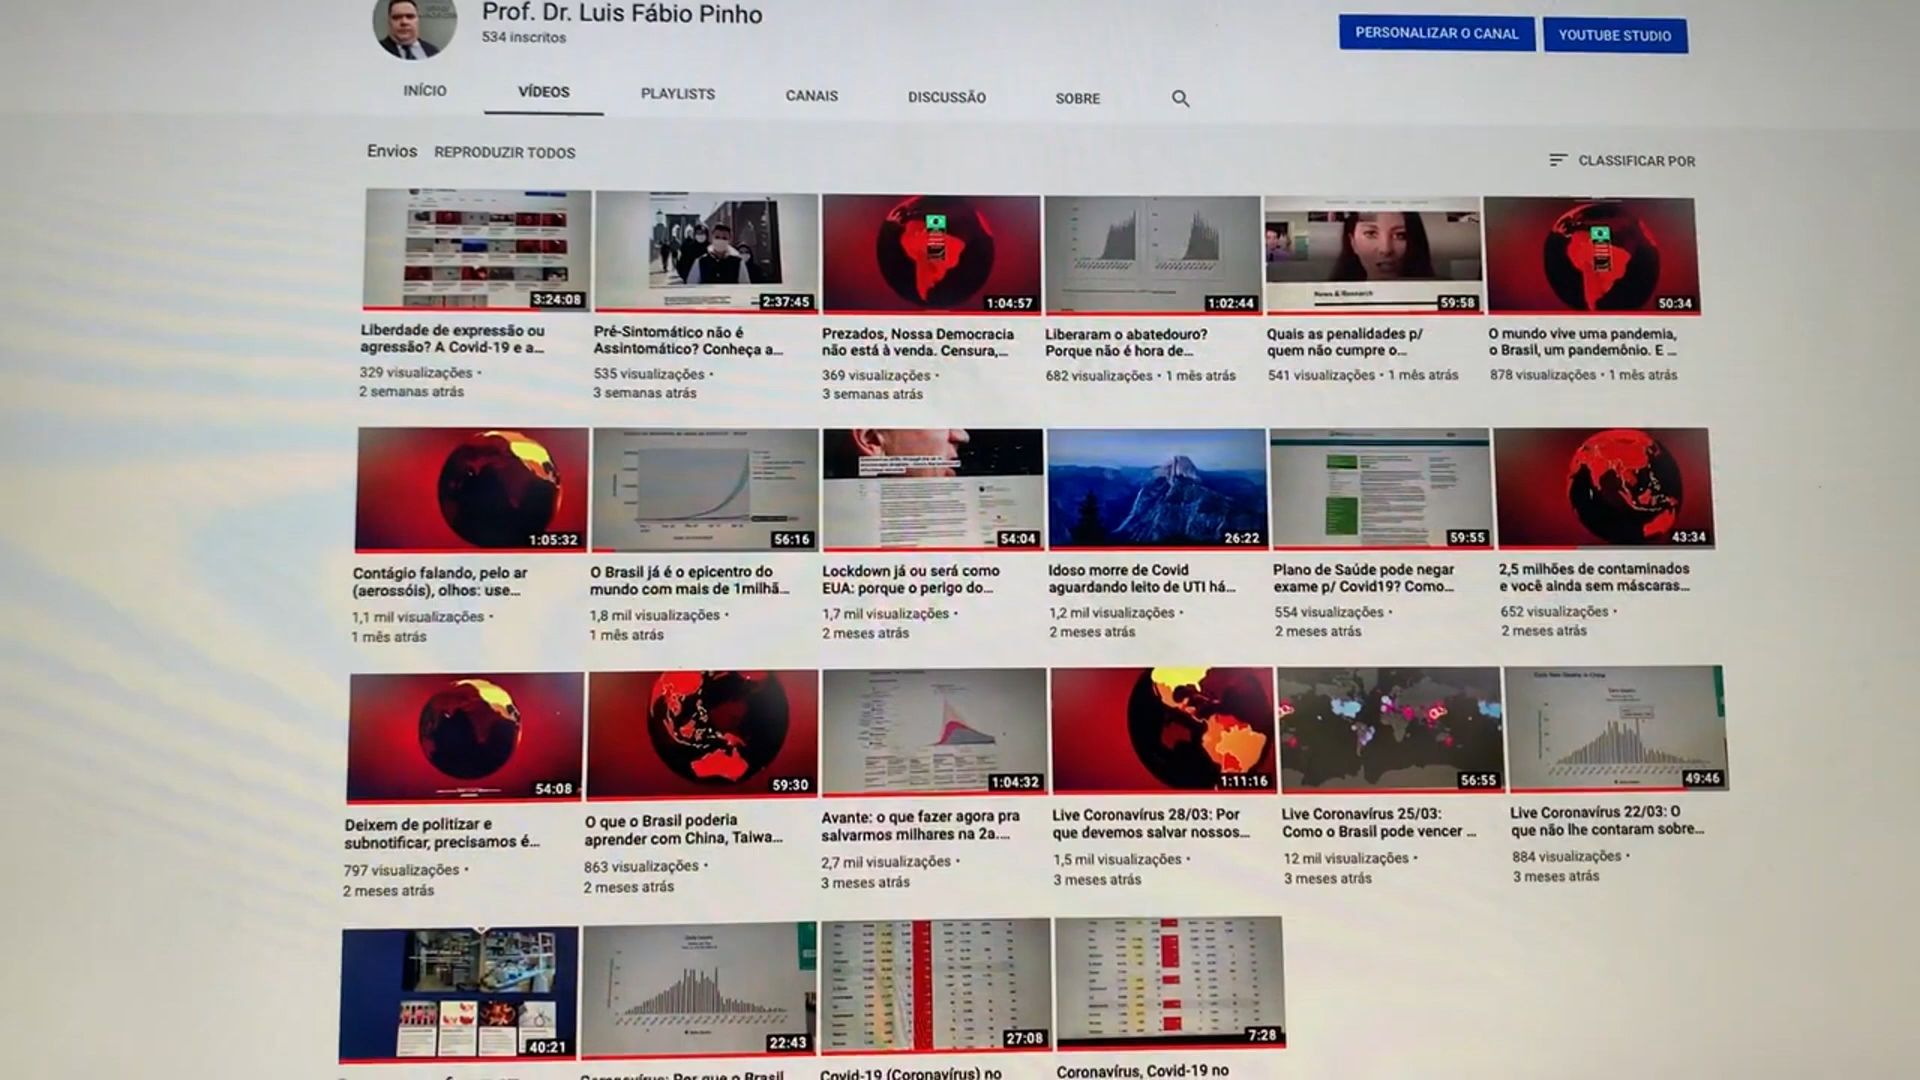 Prof. Dr. Luis Fábio Pinho
534 inscritos
PERSONALIZAR O CANAL
YOUTUBE STUDIO
INÍCIO
VÍDEOS
PLAYLISTS
CANAIS
DISCUSSÃO
SOBRE
Envios
REPRODUZIR TODOS
CLASSIFICAR POR
3:24:08
Liberdade de expressão ou
agressão? A Covid-19 e a...
329 visualizações •
2 semanas atrás
2:37:45
Pré-Sintomático não é
Assintomático? Conheça a...
535 visualizações •
3 semanas atrás
1:04:57
Prezados, Nossa Democracia
não está à venda. Censura,...
369 visualizações •
3 semanas atrás
1:02:44
Liberaram o abatedouro?
Porque não é hora de...
682 visualizações • 1 mês atrás
News & Research
59:58
Quais as penalidades p/
quem não cumpre o...
541 visualizações • 1 mês atrás
50:34
O mundo vive uma pandemia,
o Brasil, um pandemônio. E ...
878 visualizações • 1 mês atrás
1:05:32
Contágio falando, pelo ar
(aerossóis), olhos: use...
1,1 mil visualizações •
1 mês atrás
56:16
O Brasil já é o epicentro do
mundo com mais de 1milhã...
1,8 mil visualizações •
1 mês atrás
54:04
Lockdown já ou será como
EUA: porque o perigo do...
1,7 mil visualizações •
2 meses atrás
26:22
Idoso morre de Covid
aguardando leito de UTI há...
1,2 mil visualizações •
2 meses atrás
59:55
Plano de Saúde pode negar
exame p/ Covid19? Como...
554 visualizações •
2 meses atrás
43:34
2,5 milhões de contaminados
e você ainda sem máscaras...
652 visualizações •
2 meses atrás
54:08
Deixem de politizar e
subnotificar, precisamos é...
797 visualizações •
2 meses atrás
59:30
O que o Brasil poderia
aprender com China, Taiwa...
863 visualizações •
2 meses atrás
1:04:32
Avante: o que fazer agora pra
salvarmos milhares na 2a....
2,7 mil visualizações •
3 meses atrás
1:11:16
Live Coronavírus 28/03: Por
que devemos salvar nossos...
1,5 mil visualizações •
3 meses atrás
56:55
Live Coronavírus 25/03:
Como o Brasil pode vencer ...
12 mil visualizações •
3 meses atrás
49:46
Live Coronavírus 22/03: O
que não lhe contaram sobre...
884 visualizações •
3 meses atrás
40:21
22:43
Coronavírus: Por que o Brasil
27:08
Covid-19 (Coronavírus) no
7:28
Coronavírus, Covid-19 no